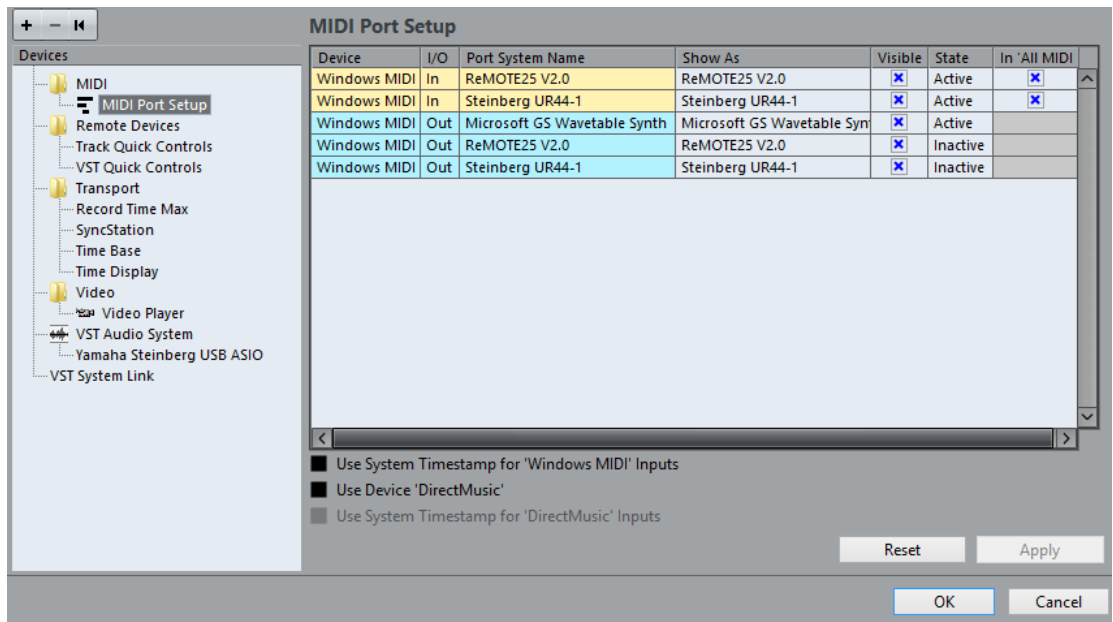 MIDI Port Setup
Devices
MIDI
MIDI Port Setup
Remote Devices
Track Quick Controls
VST Quick Controls
Transport
Record Time Max
SyncStation
Time Base
Time Display
Video
Video Player
VST Audio System
Yamaha Steinberg USB ASIO
VST System Link
Device I/O Port System Name Show As Visible State In 'All MIDI
Windows MIDI In ReMOTE25 V2.0 ReMOTE25 V2.0 Active
Windows MIDI In Steinberg UR44-1 Steinberg UR44-1 Active
Windows MIDI Out Microsoft GS Wavetable Synth Microsoft GS Wavetable Syn Active
Windows MIDI Out ReMOTE25 V2.0 ReMOTE25 V2.0 Inactive
Windows MIDI Out Steinberg UR44-1 Steinberg UR44-1 Inactive
Use System Timestamp for 'Windows MIDI' Inputs
Use Device 'DirectMusic'
Use System Timestamp for 'DirectMusic' Inputs
Reset Apply
OK Cancel